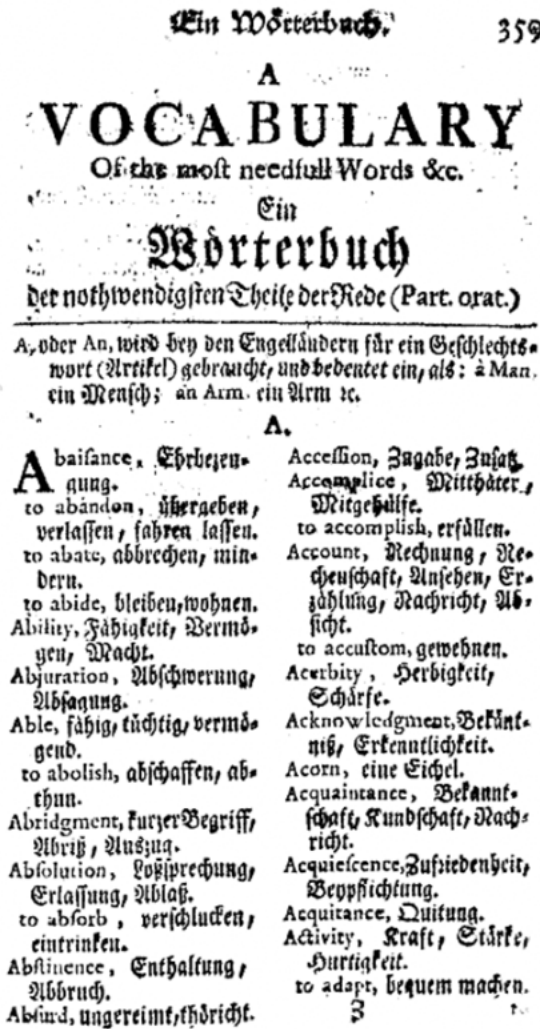 Ein Wörterbuch. 359
A
VOCABULARY
Of the moſt needfull Words &c.
Ein
Wörterbuch
der nothwendigſten Theile der Rede (Part. orat.)
A, oder An, wird bey den Engelländern für ein Geſchlechts-
wort (Artikel) gebraucht, und bedeutet ein, als: a Man,
ein Menſch; an Arm, ein Arm ꝛc.
A.
Abaiſance, Ehrbezeu-
gung.
to abandon, übergeben,
verlaſſen, fahren laſſen.
to abate, abbrechen, min-
dern.
to abide, bleiben, wohnen.
Ability, Fähigkeit, Vermö-
gen, Macht.
Abjuration, Abſchwerung,
Abſagung.
Able, fähig, tüchtig, vermö-
gend.
to aboliſh, abſchaffen, ab-
thun.
Abridgment, kurzer Begriff,
Abriß, Auszug.
Abſolution, Loßſprechung,
Erlaſſung, Ablaß.
to abſorb, verſchlucken,
eintrinken.
Abſtinence, Enthaltung,
Abbruch.
Abſurd, ungereimt, thöricht.
Acceſſion, Zugabe, Zuſatz.
Accomplice, Mitthäter,
Mitgehülfe.
to accompliſh, erfüllen.
Account, Rechnung, Re-
chenſchaft, Anſehen, Er-
zählung, Nachricht, Ab-
ſicht.
to accuſtom, gewehnen.
Acerbity, Herbigkeit,
Schärfe.
Acknowledgment, Bekänt-
niß, Erkenntlichkeit.
Acorn, eine Eichel.
Acquaintance, Bekannt-
ſchaft, Kundſchaft, Nach-
richt.
Acquieſcence, Zufriedenheit,
Beypflichtung.
Acquitance, Quitung.
Activity, Kraft, Stärke,
Hurtigkeit.
to adapt, bequem machen.
Z